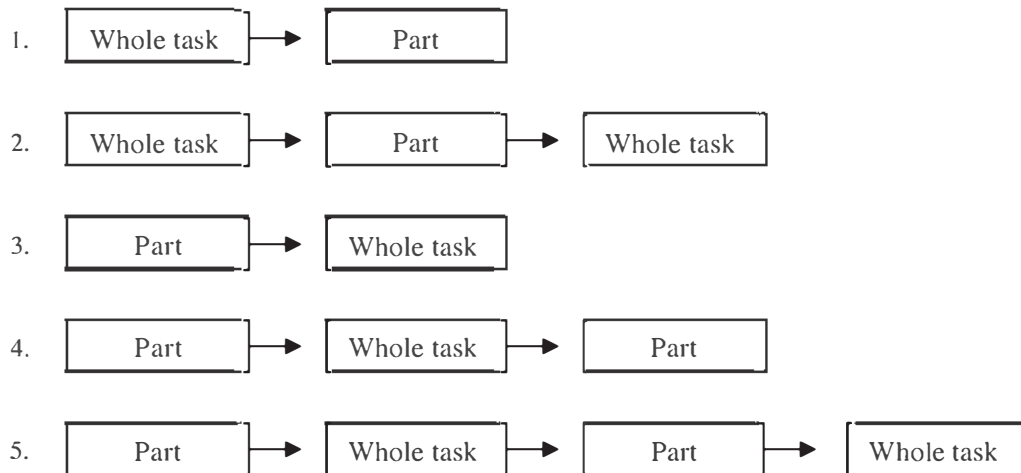 1. Whole task Part
2. Whole task Part Whole task
3. Part Whole task
4. Part Whole task Part
5. Part Whole task Part Whole task